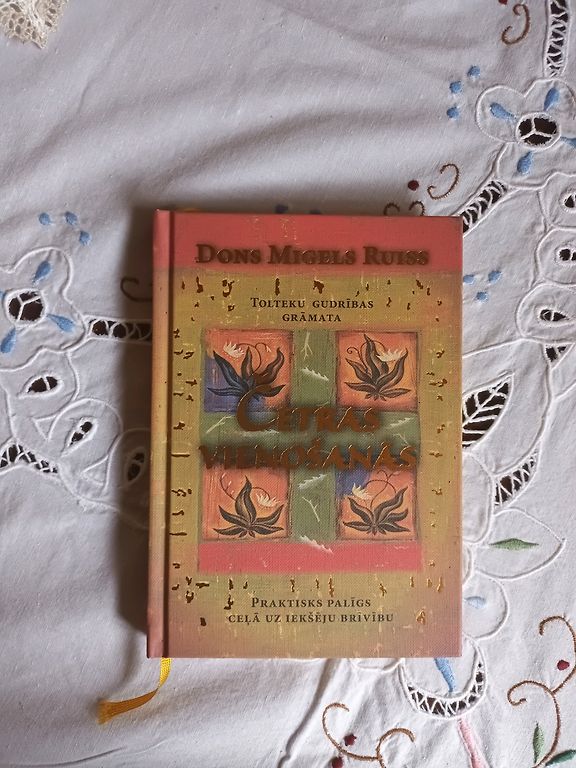 Dons Migels Ruiss
Tolteku gudrības
grāmata
Četras
vienošanās
Praktisks palīgs
ceļā uz iekšēju brīvību